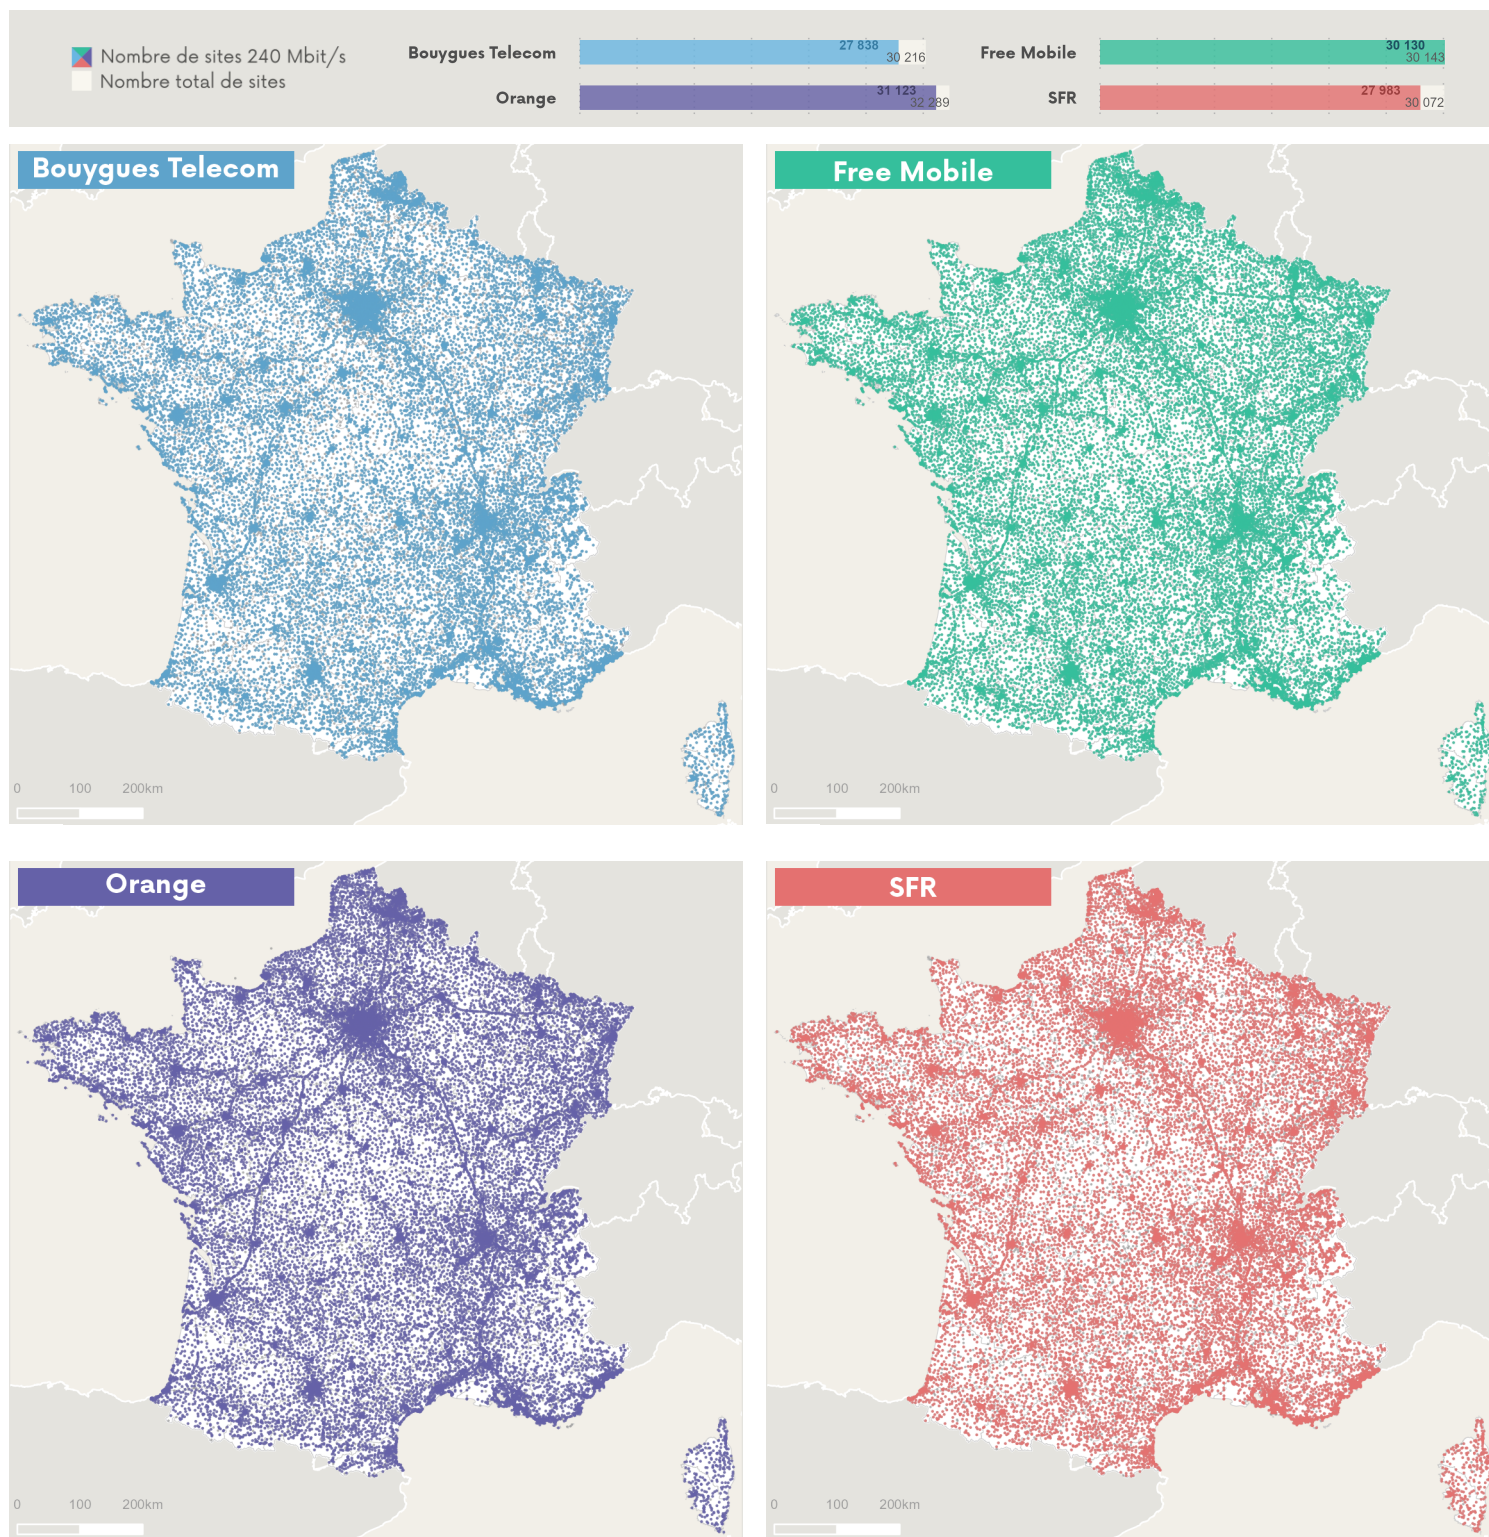 Nombre de sites 240 Mbit/s
Nombre total de sites
Bouygues Telecom
27 838
30 216
Free Mobile
30 130
30 143
Orange
31 123
32 289
SFR
27 983
30 072
Bouygues Telecom
Free Mobile
0 100 200km
0 100 200km
Orange
SFR
0 100 200km
0 100 200km